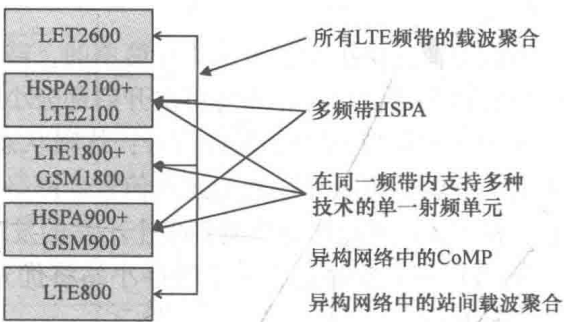 LET2600
所有LTE频带的载波聚合
HSPA2100+
LTE2100
多频带HSPA
LTE1800+
GSM1800
在同一频带内支持多种
技术的单一射频单元
HSPA900+
GSM900
异构网络中的CoMP
LTE800
异构网络中的站间载波聚合